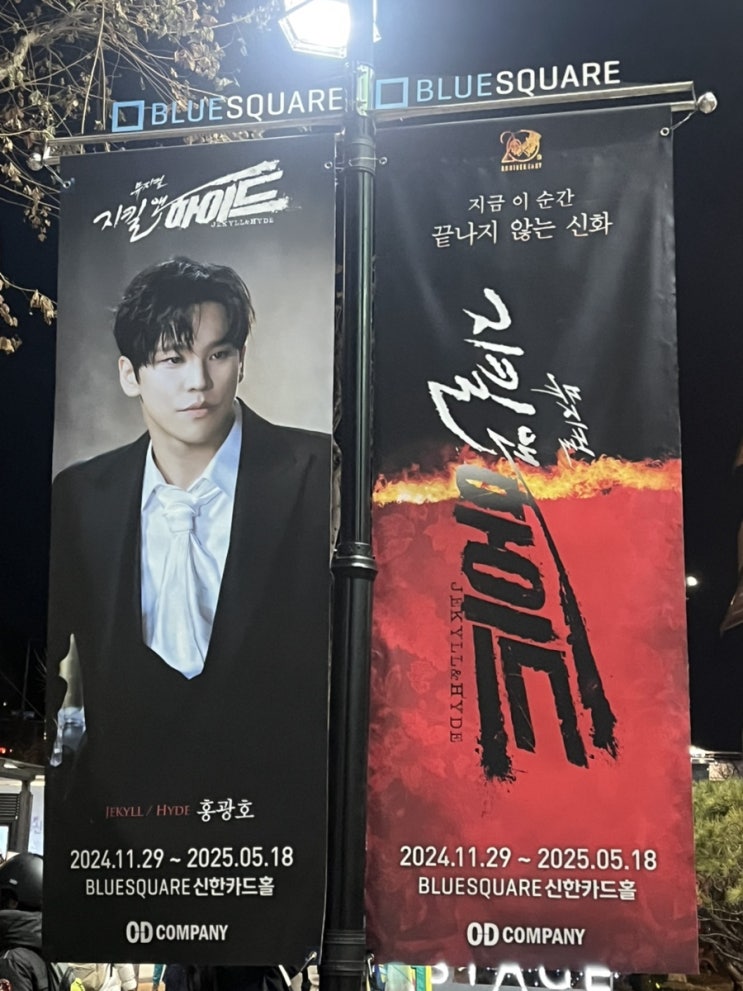 BLUESQUARE
뮤지컬
지킬앤하이드
JEKYLL&HYDE
JEKYLL / HYDE 홍광호
2024.11.29 ~ 2025.05.18
BLUESQUARE 신한카드홀
OD COMPANY
BLUESQUARE
20
ANNIVERSARY
지금 이 순간
끝나지 않는 신화
뮤지컬
지킬앤하이드
JEKYLL&HYDE
2024.11.29 ~ 2025.05.18
BLUESQUARE 신한카드홀
OD COMPANY
STAGE